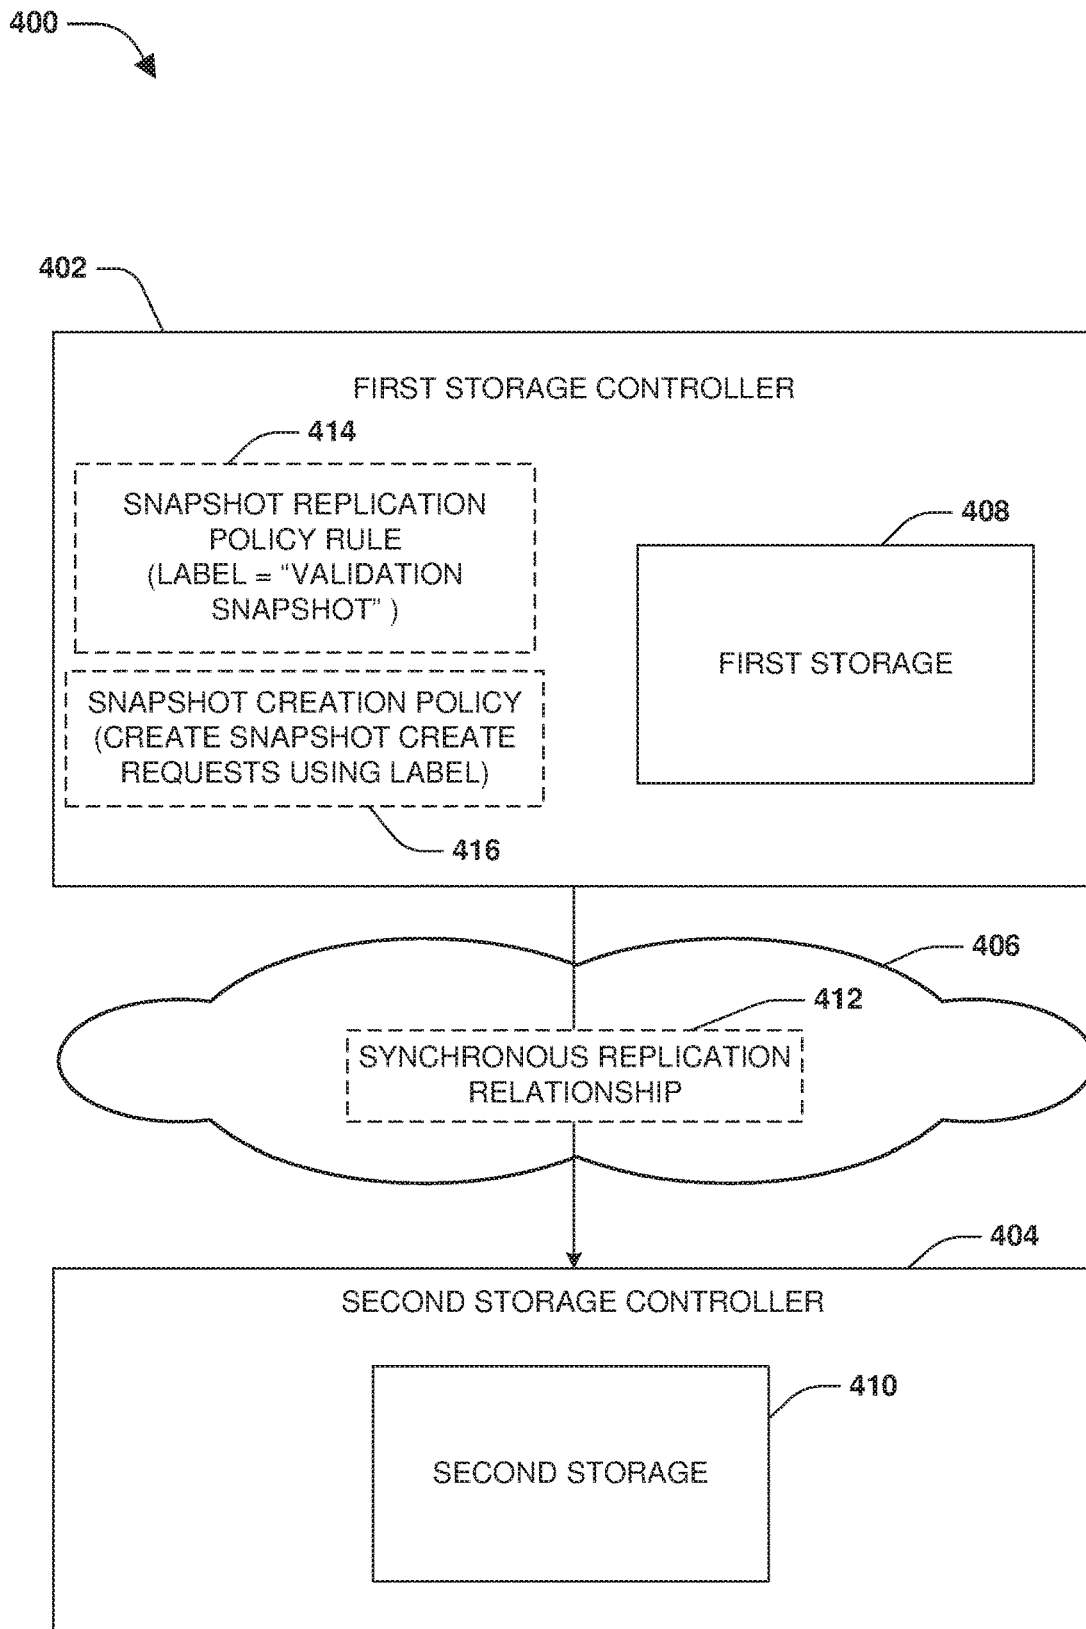 400
402
FIRST STORAGE CONTROLLER
414
SNAPSHOT REPLICATION
POLICY RULE
(LABEL = “VALIDATION
SNAPSHOT” )
408
FIRST STORAGE
SNAPSHOT CREATION POLICY
(CREATE SNAPSHOT CREATE
REQUESTS USING LABEL)
416
406
412
SYNCHRONOUS REPLICATION
RELATIONSHIP
404
SECOND STORAGE CONTROLLER
410
SECOND STORAGE